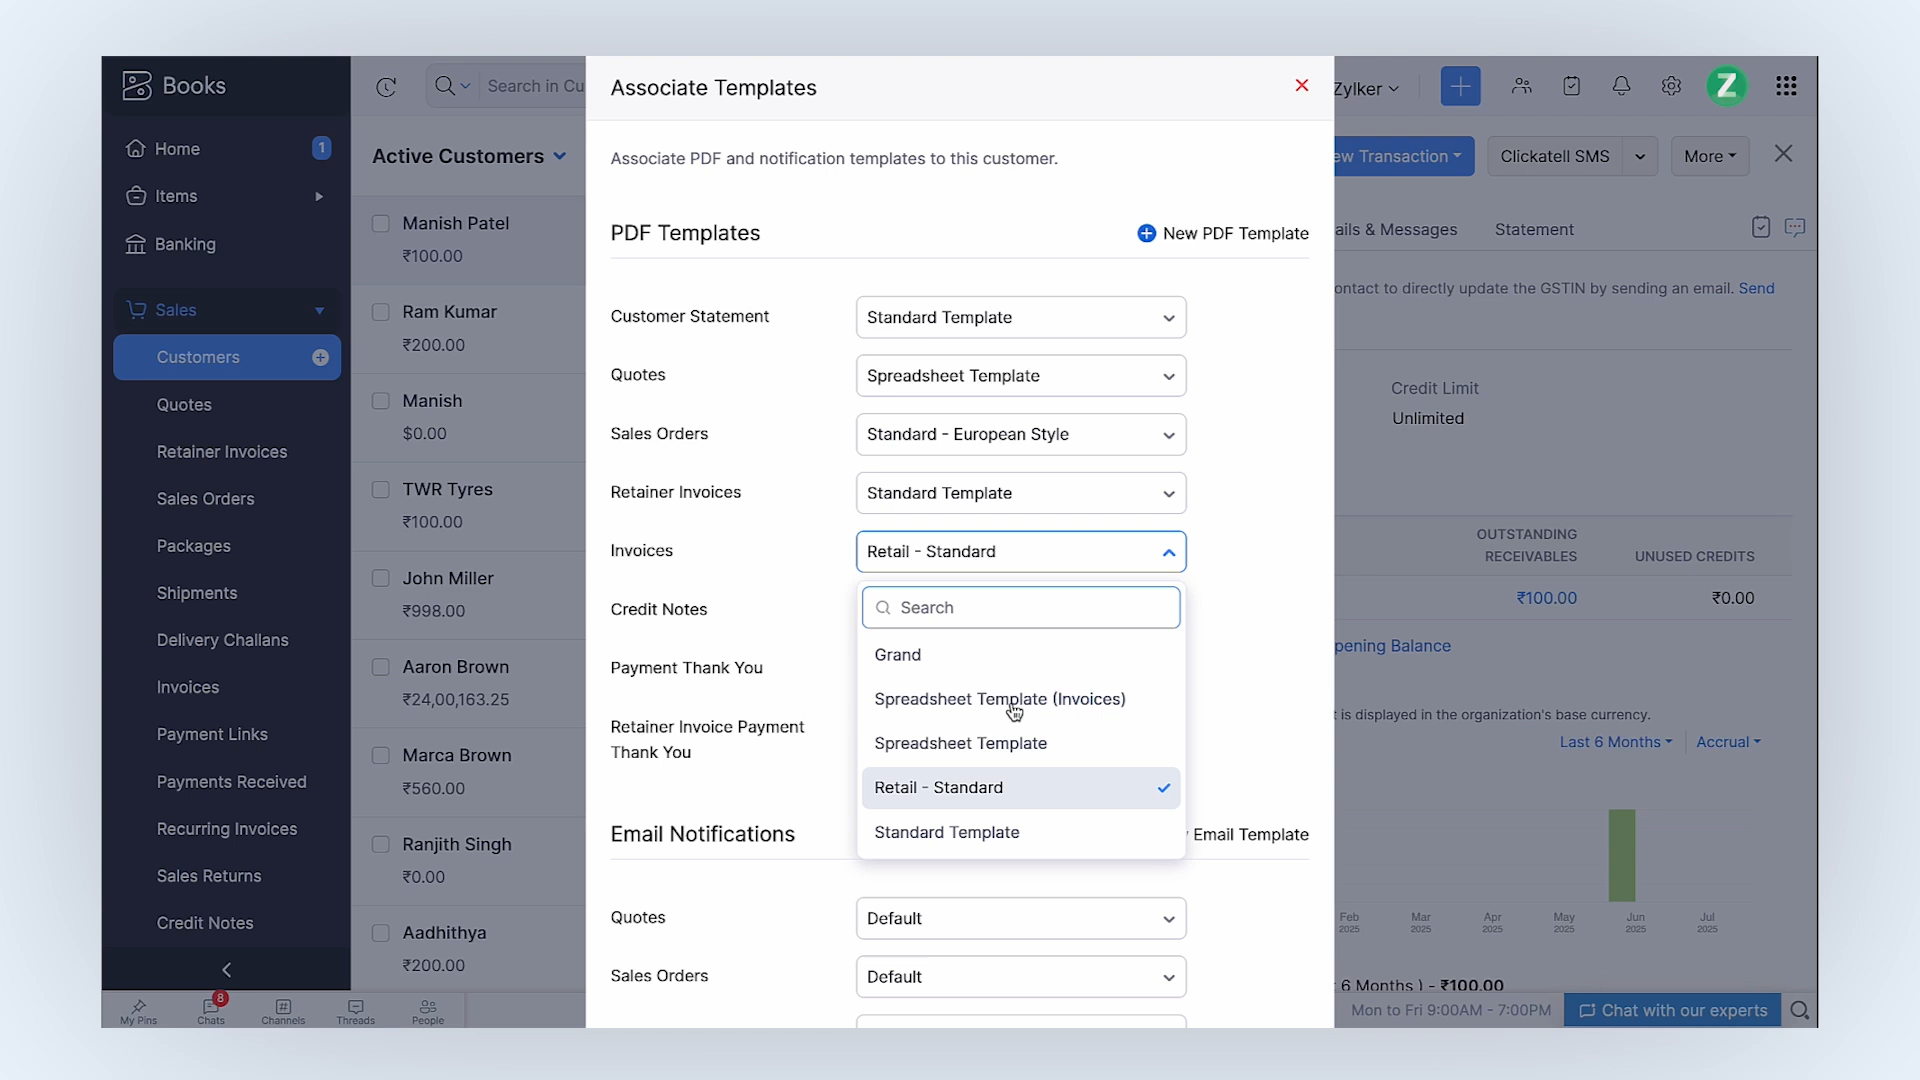 Books
Home
1
Items
Banking
Sales
Customers
Quotes
Retainer Invoices
Sales Orders
Packages
Shipments
Delivery Challans
Invoices
Payment Links
Payments Received
Recurring Invoices
Sales Returns
Credit Notes
Search in Cu
Active Customers
Manish Patel
₹100.00
Ram Kumar
₹200.00
Manish
$0.00
TWR Tyres
₹100.00
John Miller
₹998.00
Aaron Brown
₹24,00,163.25
Marca Brown
₹560.00
Ranjith Singh
₹0.00
Aadhithya
₹200.00
Associate Templates
Associate PDF and notification templates to this customer.
PDF Templates
New PDF Template
Customer Statement
Standard Template
Quotes
Spreadsheet Template
Sales Orders
Standard - European Style
Retainer Invoices
Standard Template
Invoices
Retail - Standard
Search
Grand
Spreadsheet Template (Invoices)
Spreadsheet Template
Retail - Standard
Standard Template
Credit Notes
Payment Thank You
Retainer Invoice Payment
Thank You
Email Notifications
Email Template
Quotes
Default
Sales Orders
Default
Zylker
Z
ew Transaction
Clickatell SMS
More
ails & Messages
Statement
ontact to directly update the GSTIN by sending an email. Send
Credit Limit
Unlimited
OUTSTANDING
RECEIVABLES
UNUSED CREDITS
₹100.00
₹0.00
pening Balance
t is displayed in the organization's base currency.
Last 6 Months
Accrual
Feb
2025
Mar
2025
Apr
2025
May
2025
Jun
2025
Jul
2025
6 Months ) - ₹100.00
My Pins
8
Chats
Channels
Threads
People
Mon to Fri 9:00AM - 7:00PM
Chat with our experts